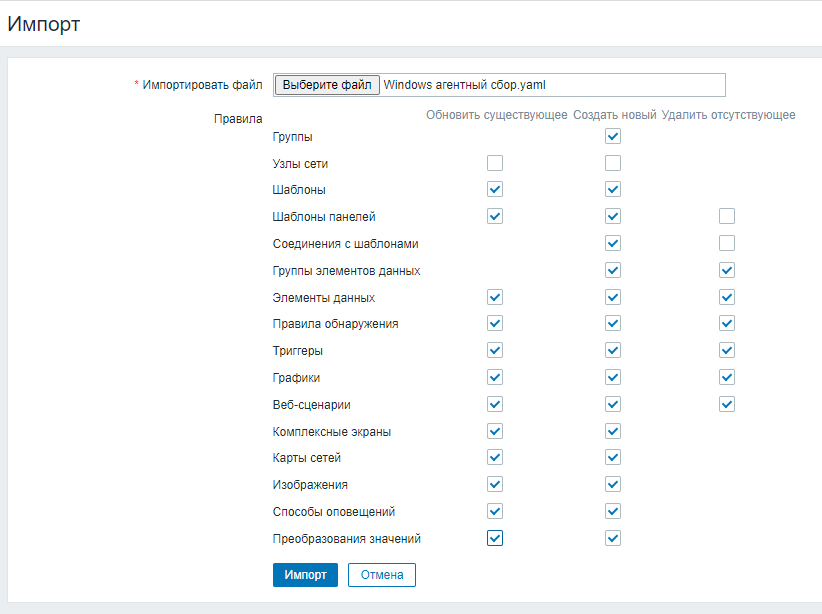 Импорт
* Импортировать файл Выберите файл Windows агентный сбор.yaml
Правила Обновить существующее Создать новый Удалить отсутствующее
Группы
Узлы сети
Шаблоны
Шаблоны панелей
Соединения с шаблонами
Группы элементов данных
Элементы данных
Правила обнаружения
Триггеры
Графики
Веб-сценарии
Комплексные экраны
Карты сетей
Изображения
Способы оповещений
Преобразования значений
Импорт Отмена